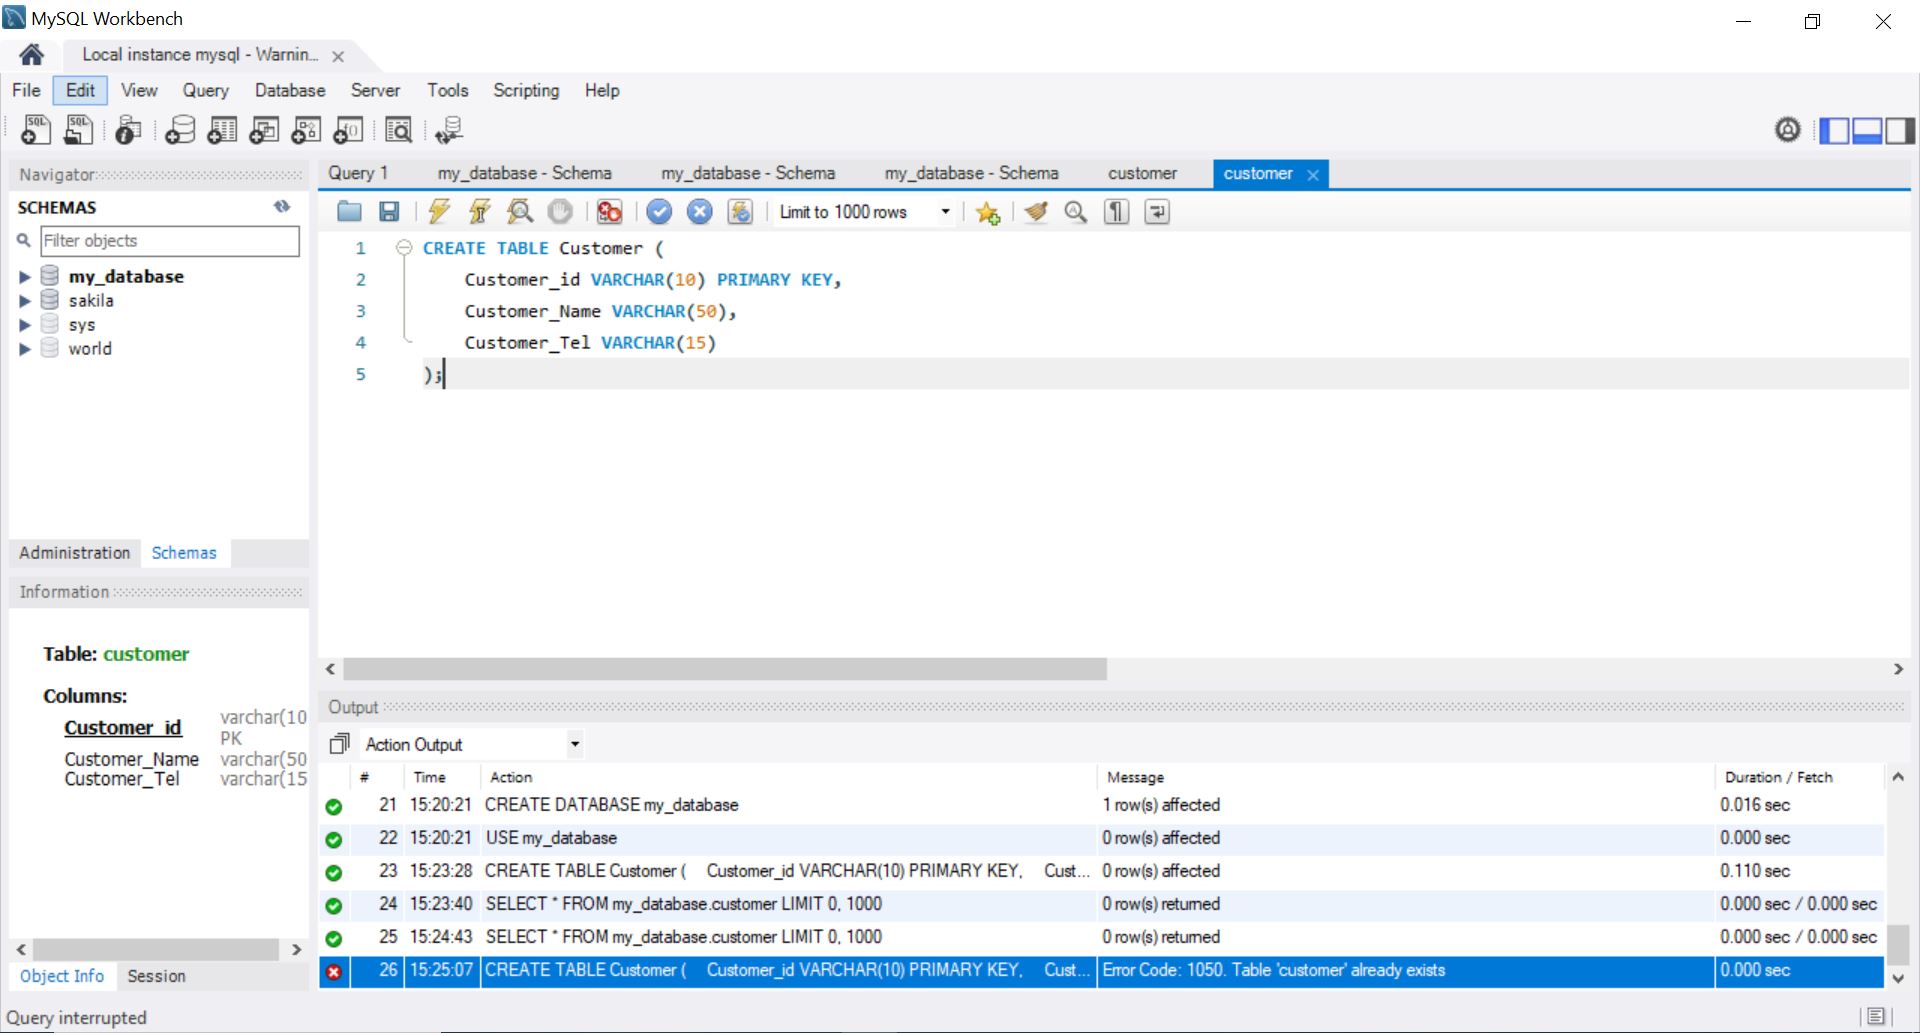 MySQL Workbench
Local instance mysql - Warnin...
File Edit View Query Database Server Tools Scripting Help
Navigator
SCHEMAS
Filter objects
my_database
sakila
sys
world
Administration Schemas
Information
Table: customer
Columns:
Customer_id varchar(10
PK
Customer_Name varchar(50
Customer_Tel varchar(15
Object Info Session
Query 1 my_database - Schema my_database - Schema my_database - Schema customer customer
Limit to 1000 rows
1 CREATE TABLE Customer (
2 Customer_id VARCHAR(10) PRIMARY KEY,
3 Customer_Name VARCHAR(50),
4 Customer_Tel VARCHAR(15)
5 );
Output
Action Output
# Time Action Message Duration / Fetch
21 15:20:21 CREATE DATABASE my_database 1 row(s) affected 0.016 sec
22 15:20:21 USE my_database 0 row(s) affected 0.000 sec
23 15:23:28 CREATE TABLE Customer ( Customer_id VARCHAR(10) PRIMARY KEY, Cust... 0 row(s) affected 0.110 sec
24 15:23:40 SELECT * FROM my_database.customer LIMIT 0, 1000 0 row(s) returned 0.000 sec / 0.000 sec
25 15:24:43 SELECT * FROM my_database.customer LIMIT 0, 1000 0 row(s) returned 0.000 sec / 0.000 sec
26 15:25:07 CREATE TABLE Customer ( Customer_id VARCHAR(10) PRIMARY KEY, Cust... Error Code: 1050. Table 'customer' already exists 0.000 sec
Query interrupted